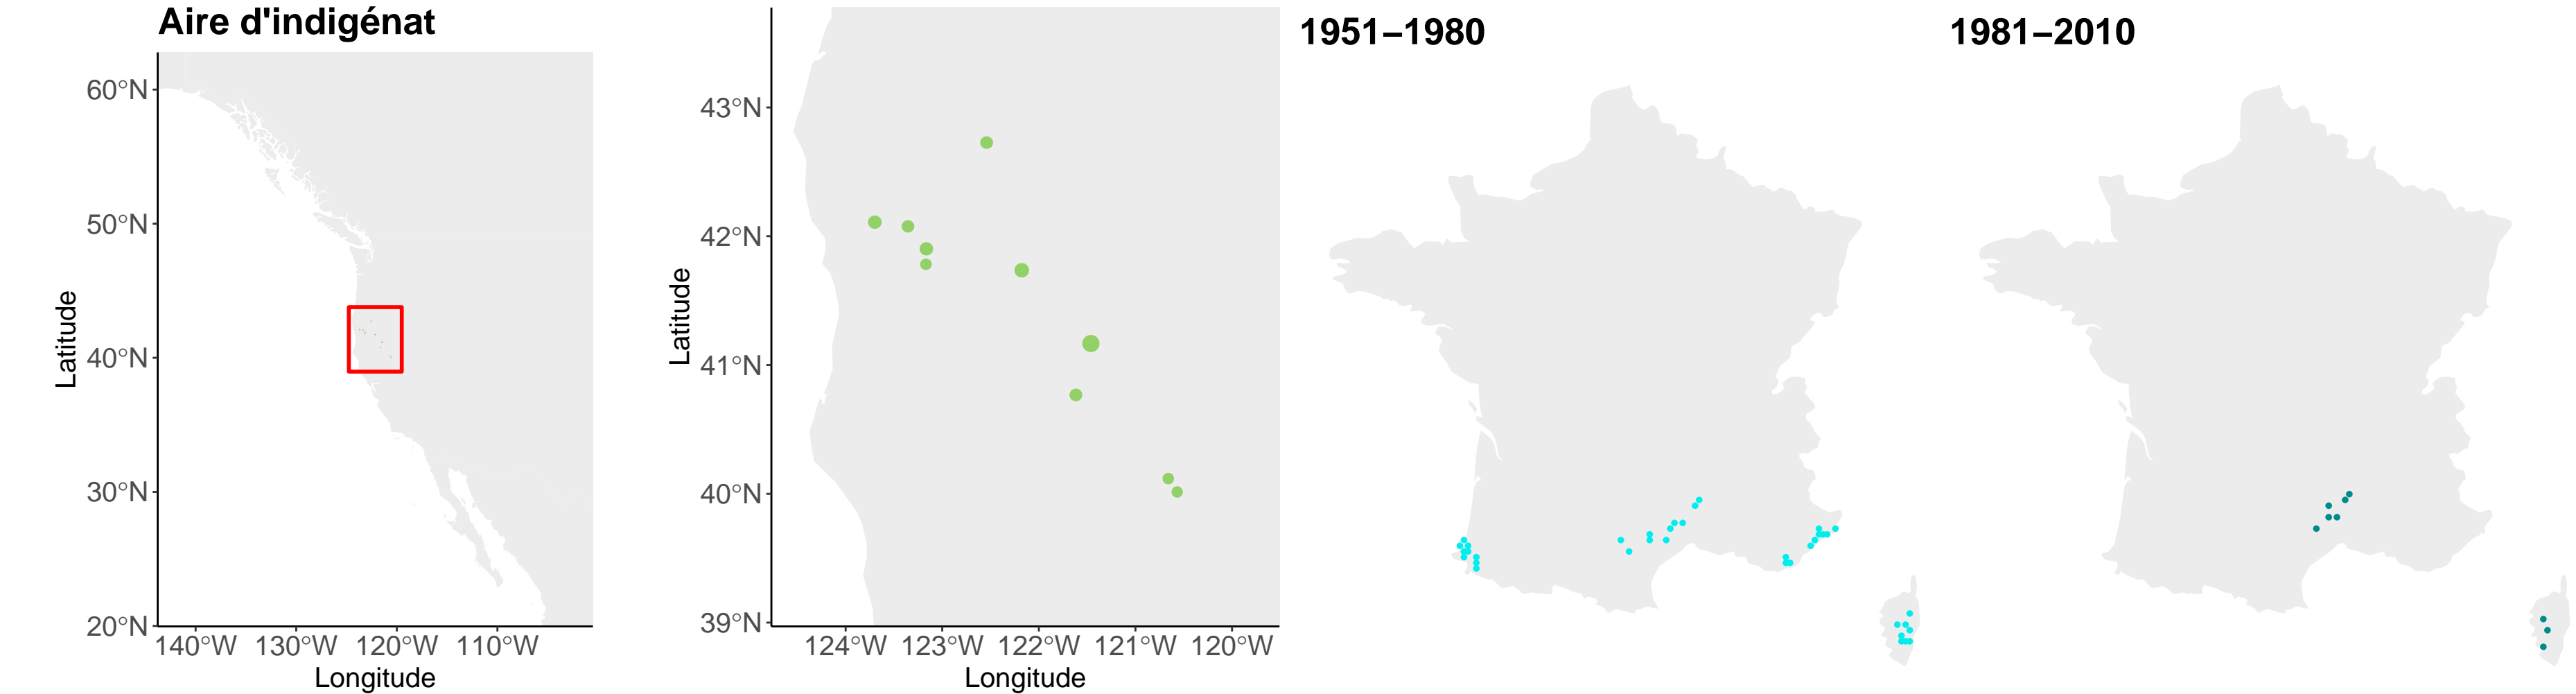 Aire d'indigénat
60°N
50°N
40°N
30°N
20°N
140°W 130°W 120°W 110°W
Longitude
Latitude
43°N
42°N
41°N
40°N
39°N
124°W 123°W 122°W 121°W 120°W
Longitude
Latitude
1951–1980
1981–2010